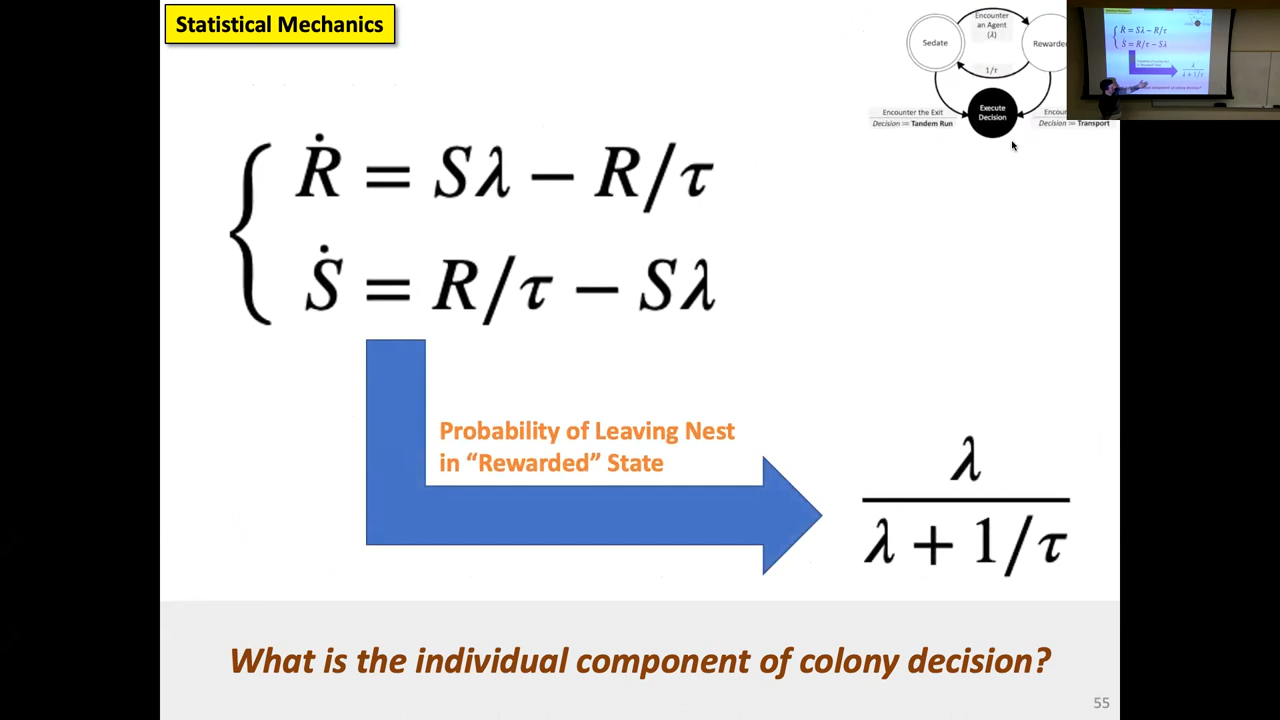 Statistical Mechanics
Encounter
an Agent
(λ)
Sedate
Rewarded
1/τ
Execute
Decision
Encounter the Exit
Decision := Tandem Run
Decision := Transport
Ṙ = Sλ − R/τ
Ṡ = R/τ − Sλ
Probability of Leaving Nest
in “Rewarded” State
λ
λ + 1/τ
What is the individual component of colony decision?
55